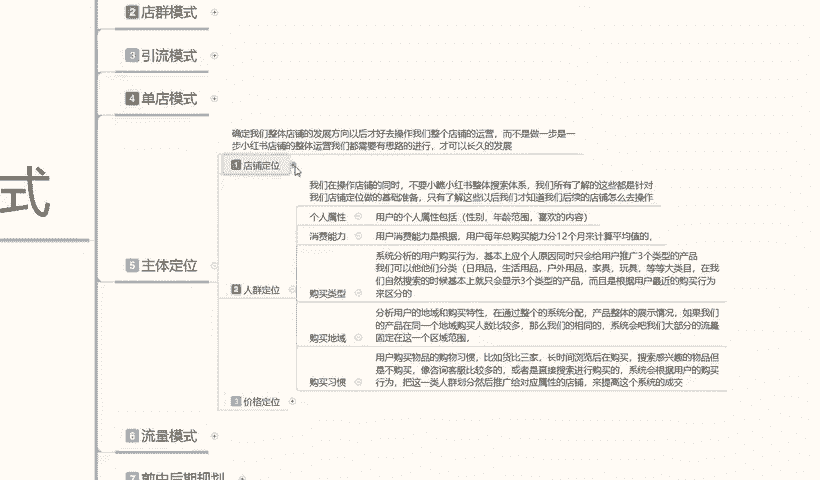 2 店群模式
3 引流模式
4 单店模式
式
5 主体定位
确定我们整体店铺的发展方向以后才好去操作我们整个店铺的运营，而不是做一步是一
步小红书店铺的整体运营我们都需要有思路的进行，才可以长久的发展
1 店铺定位
我们在操作店铺的同时，不要小瞧小红书整体搜索体系，我们所有了解的这些都是针对
我们店铺定位做的基础准备，只有了解这些以后我们才知道我们后续的店铺怎么去操作
2 人群定位
个人属性
用户的个人属性包括（性别、年龄范围、喜欢的内容）
消费能力
用户消费能力是根据，用户每年总购买能力分12个月来计算平均值的，
购买类型
系统分析的用户购买行为，基本上应个人原因同时只会给用户推广3个类型的产品
我们可以他他们分类（日用品，生活用品，户外用品，家具，玩具，等等大类目，在我
们自然搜索的时候基本上就只会显示3个类型的产品，而且是根据用户最近的购买行为
来区分的
购买地域
分析用户的地域和购买特性，在通过整个的系统分配，产品整体的展示情况，如果我们
的产品在同一个地域购买人数比较多，那么我们的相同的，系统会吧我们大部分的流量
固定在这一个区域范围，
购买习惯
用户购买物品的购物习惯，比如货比三家，长时间浏览后在购买，搜索感兴趣的物品但
是不购买，像咨询客服比较多的，或者是直接搜索进行购买的，系统会根据用户的购买
行为，把这一类人群划分然后推广给对应属性的店铺，来提高这个系统的成交
3 价格定位
6 流量模式
7 前中后期规划